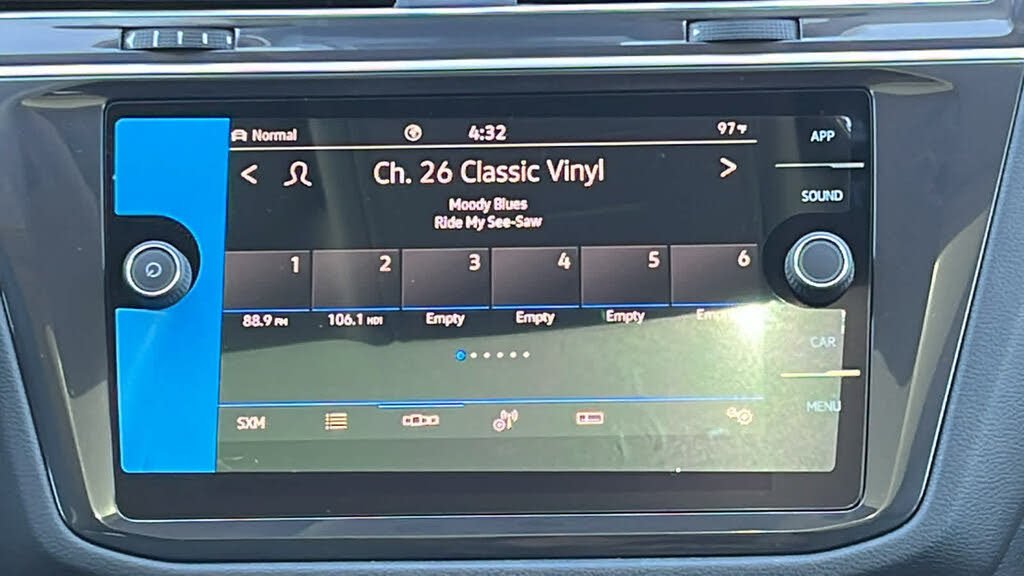 Normal 4:32 97°F
APP
< Ch. 26 Classic Vinyl >
SOUND
Moody Blues
Ride My See-Saw
1 2 3 4 5 6
88.9 FM 106.1 HD1 Empty Empty Empty Empty
CAR
MENU
SXM